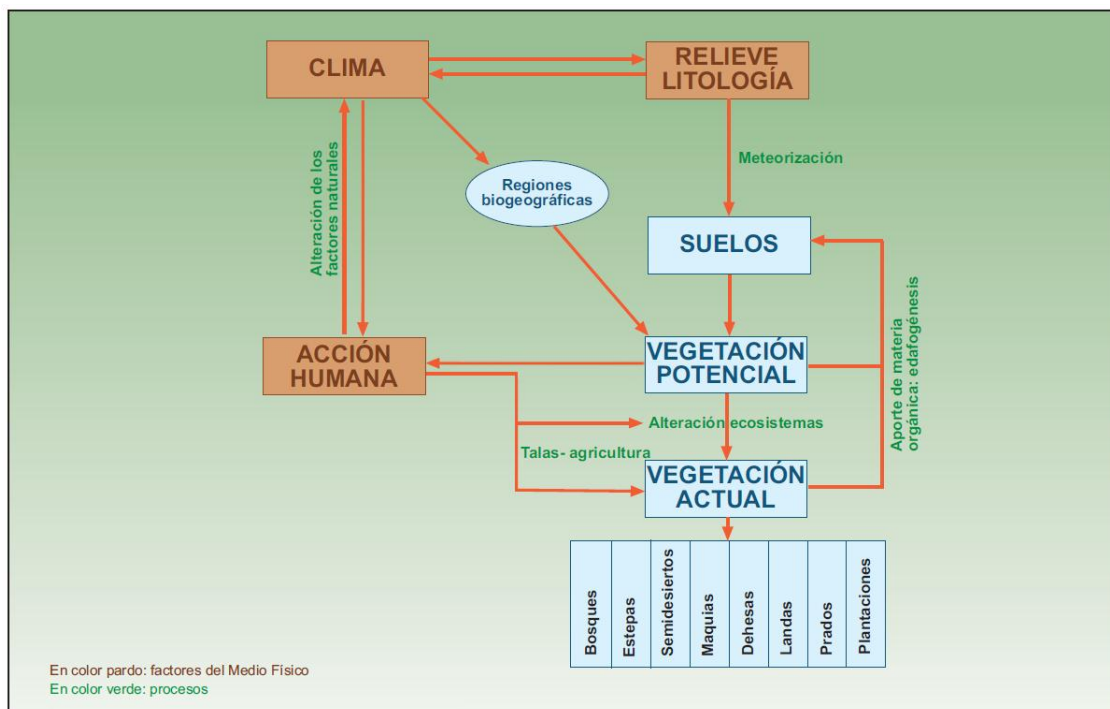 CLIMA
RELIEVE
LITOLOGÍA
Meteorización
Alteración de los
factores naturales
Regiones
biogeográficas
SUELOS
ACCIÓN
HUMANA
VEGETACIÓN
POTENCIAL
Aporte de materia
orgánica: edafogénesis
Alteración ecosistemas
Talas- agricultura
VEGETACIÓN
ACTUAL
Bosques
Estepas
Semidesiertos
Maquias
Dehesas
Landas
Prados
Plantaciones
En color pardo: factores del Medio Físico
En color verde: procesos